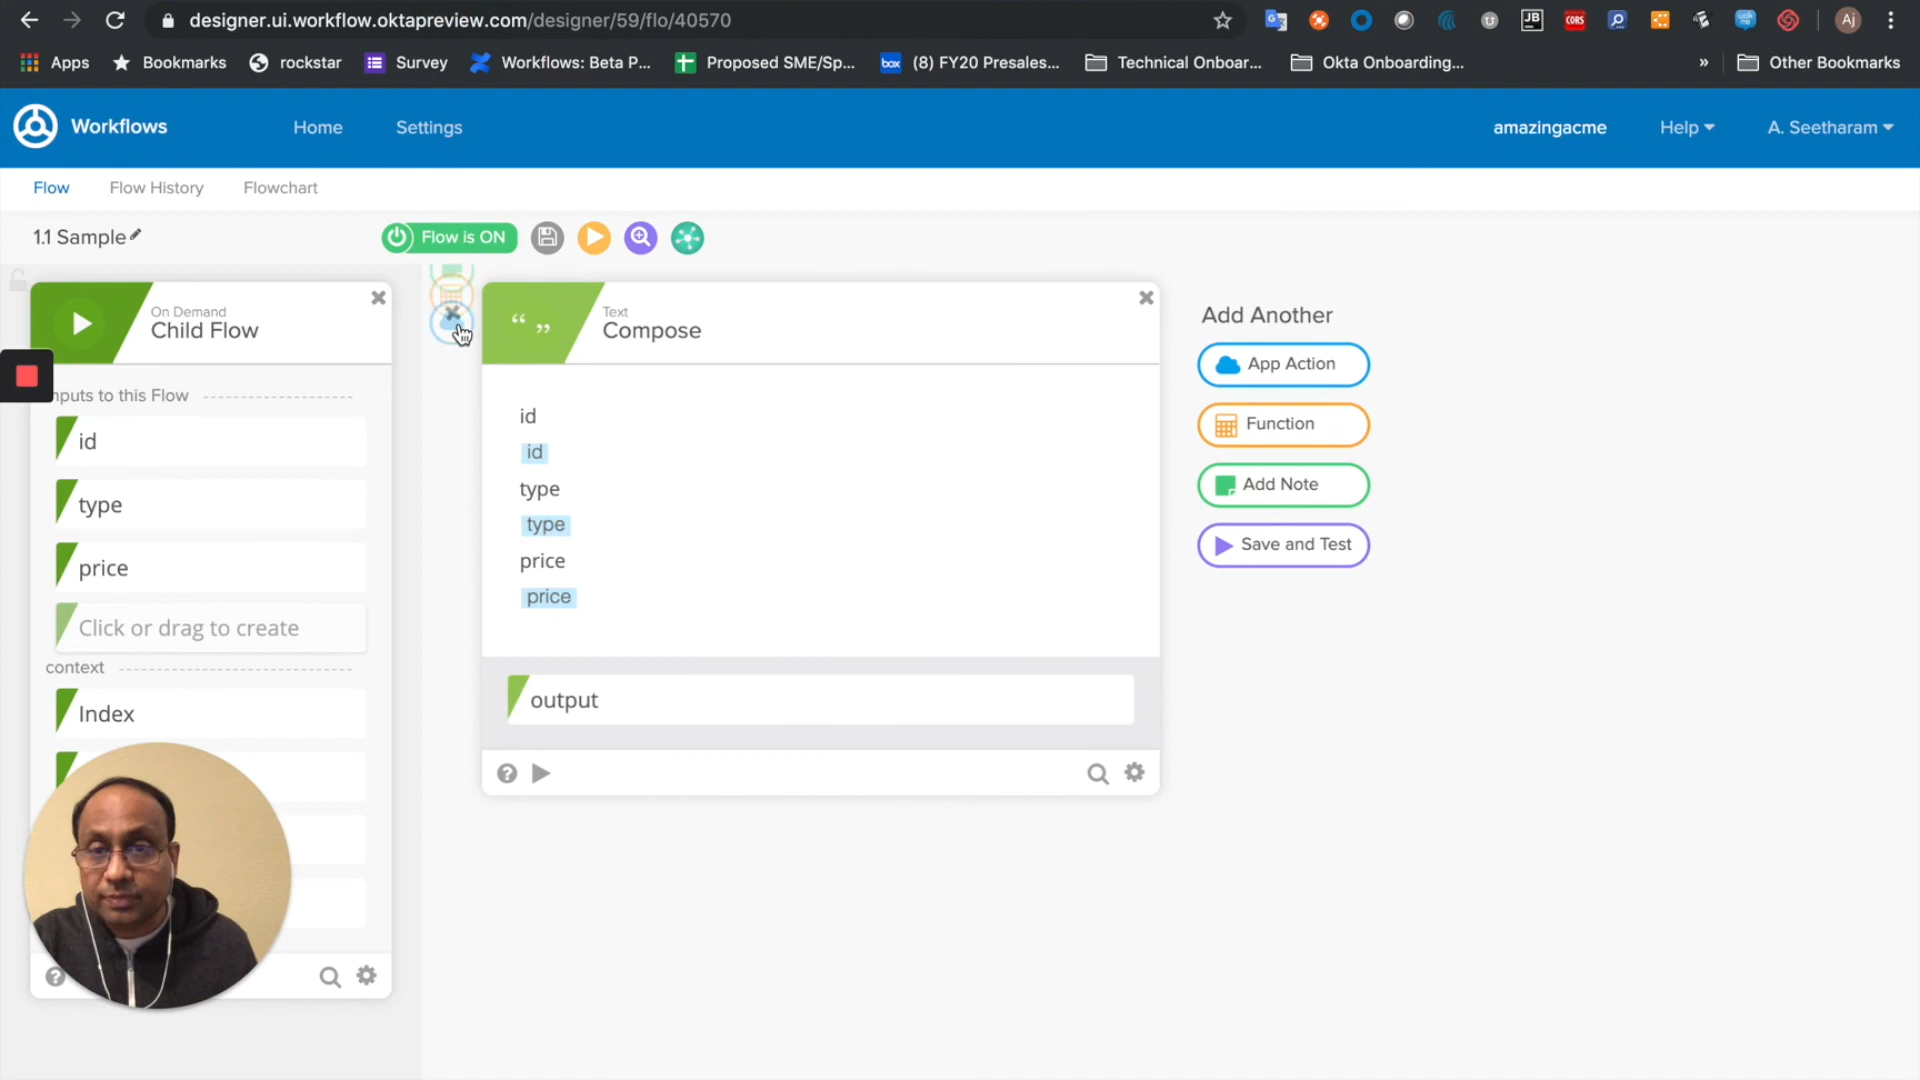 designer.ui.workflow.oktapreview.com/designer/59/flo/40570
Aj
Apps
Bookmarks
rockstar
Survey
Workflows: Beta P...
Proposed SME/Sp...
box
(8) FY20 Presales...
Technical Onboar...
Okta Onboarding...
»
Other Bookmarks
JB
CORS
Workflows
Home
Settings
amazingacme
Help
A. Seetharam
Flow
Flow History
Flowchart
1.1 Sample
Flow is ON
On Demand
Child Flow
nputs to this Flow
id
type
price
Click or drag to create
context
Index
“ ”
Text
Compose
id
id
type
type
price
price
output
Add Another
App Action
Function
Add Note
Save and Test